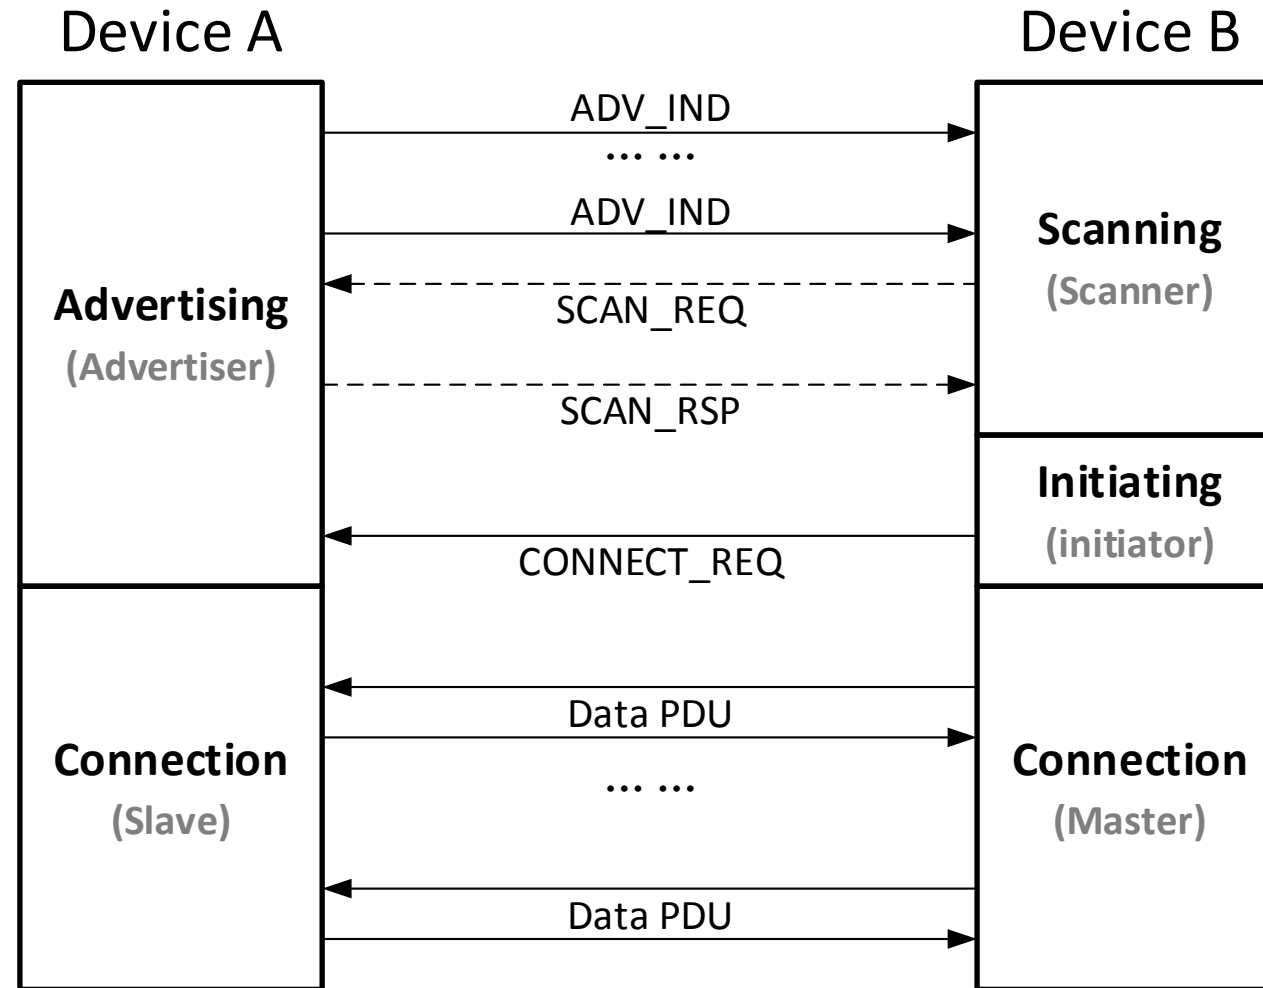 Device A
Device B
ADV_IND
... ...
ADV_IND
Scanning
(Scanner)
SCAN_REQ
Advertising
(Advertiser)
SCAN_RSP
Initiating
(initiator)
CONNECT_REQ
Data PDU
Connection
(Slave)
... ...
Connection
(Master)
Data PDU